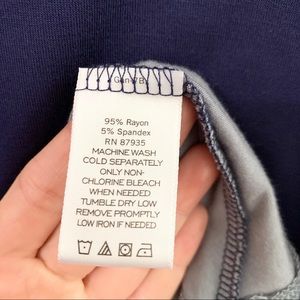 95% Rayon
5% Spandex
RN 87935
MACHINE WASH
COLD SEPARATELY
ONLY NON-
CHLORINE BLEACH
WHEN NEEDED
TUMBLE DRY LOW
REMOVE PROMPTLY
LOW IRON IF NEEDED